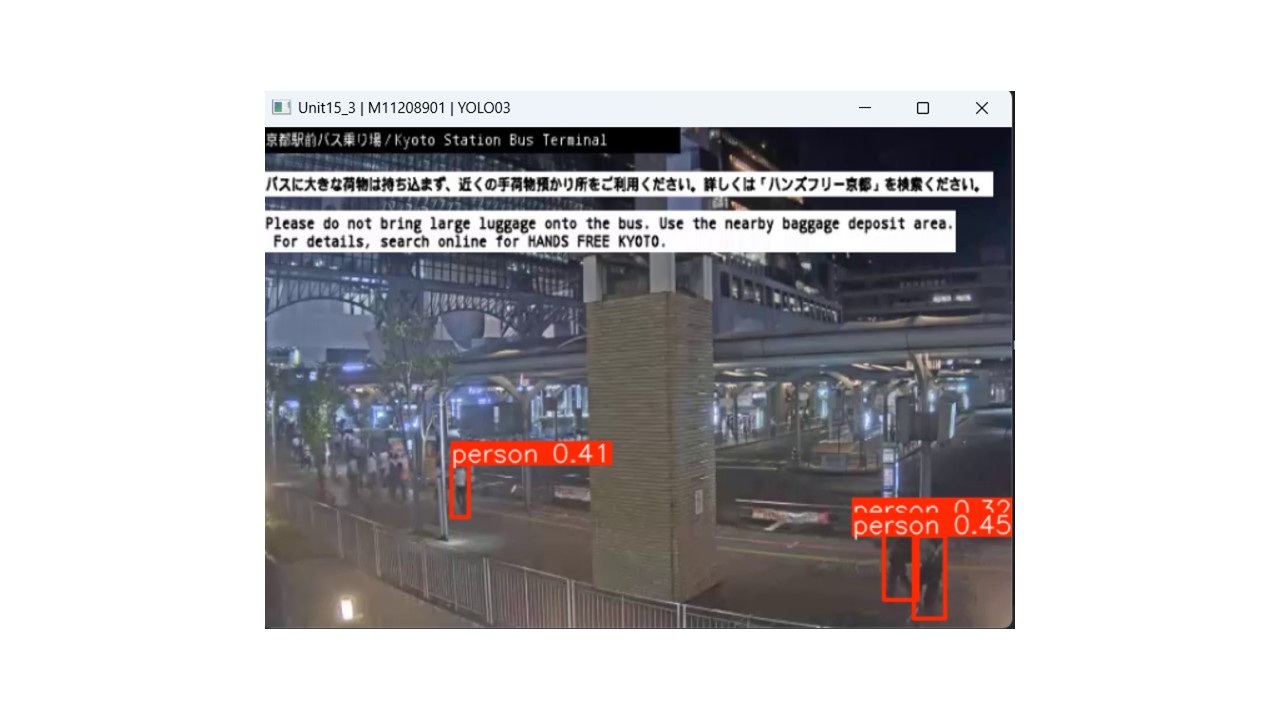 Unit15_3 | M11208901 | YOLO03
京都駅前バス乗り場/Kyoto Station Bus Terminal
バスに大きな荷物は持ち込まず、近くの手荷物預かり所をご利用ください。詳しくは「ハンズフリー京都」を検索ください。
Please do not bring large luggage onto the bus. Use the nearby baggage deposit area.
For details, search online for HANDS FREE KYOTO.
person 0.41
person 0.32
person 0.45